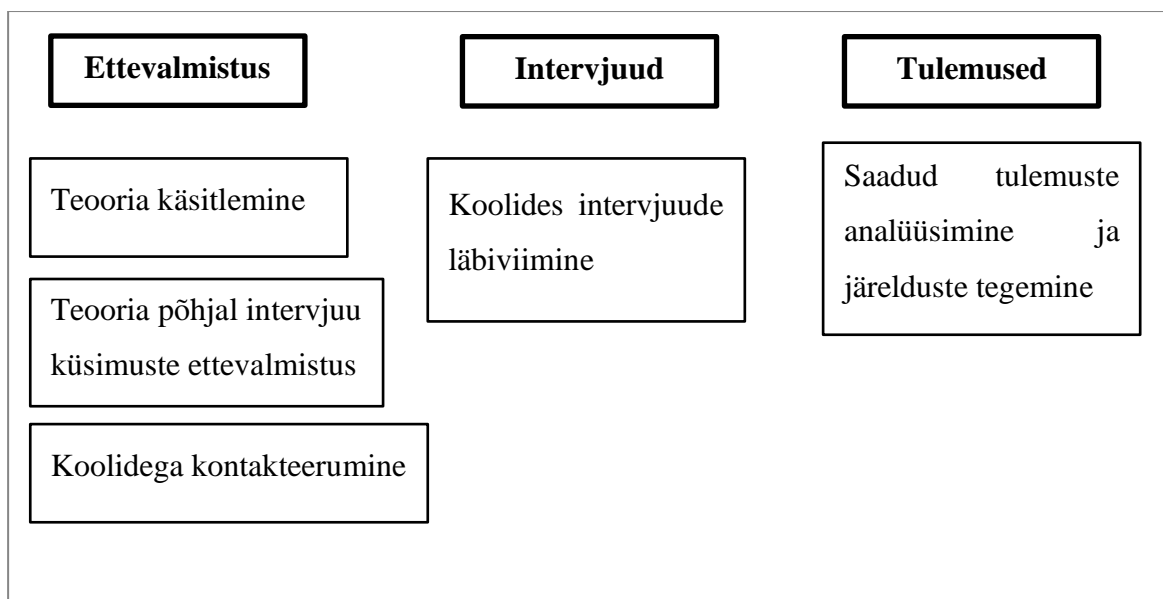 Ettevalmistus
Teooria käsitlemine
Teooria põhjal intervjuu
küsimuste ettevalmistus
Koolidega kontakteerumine
Intervjuud
Koolides intervjuude
läbiviimine
Tulemused
Saadud tulemuste
analüüsimine ja
järelduste tegemine